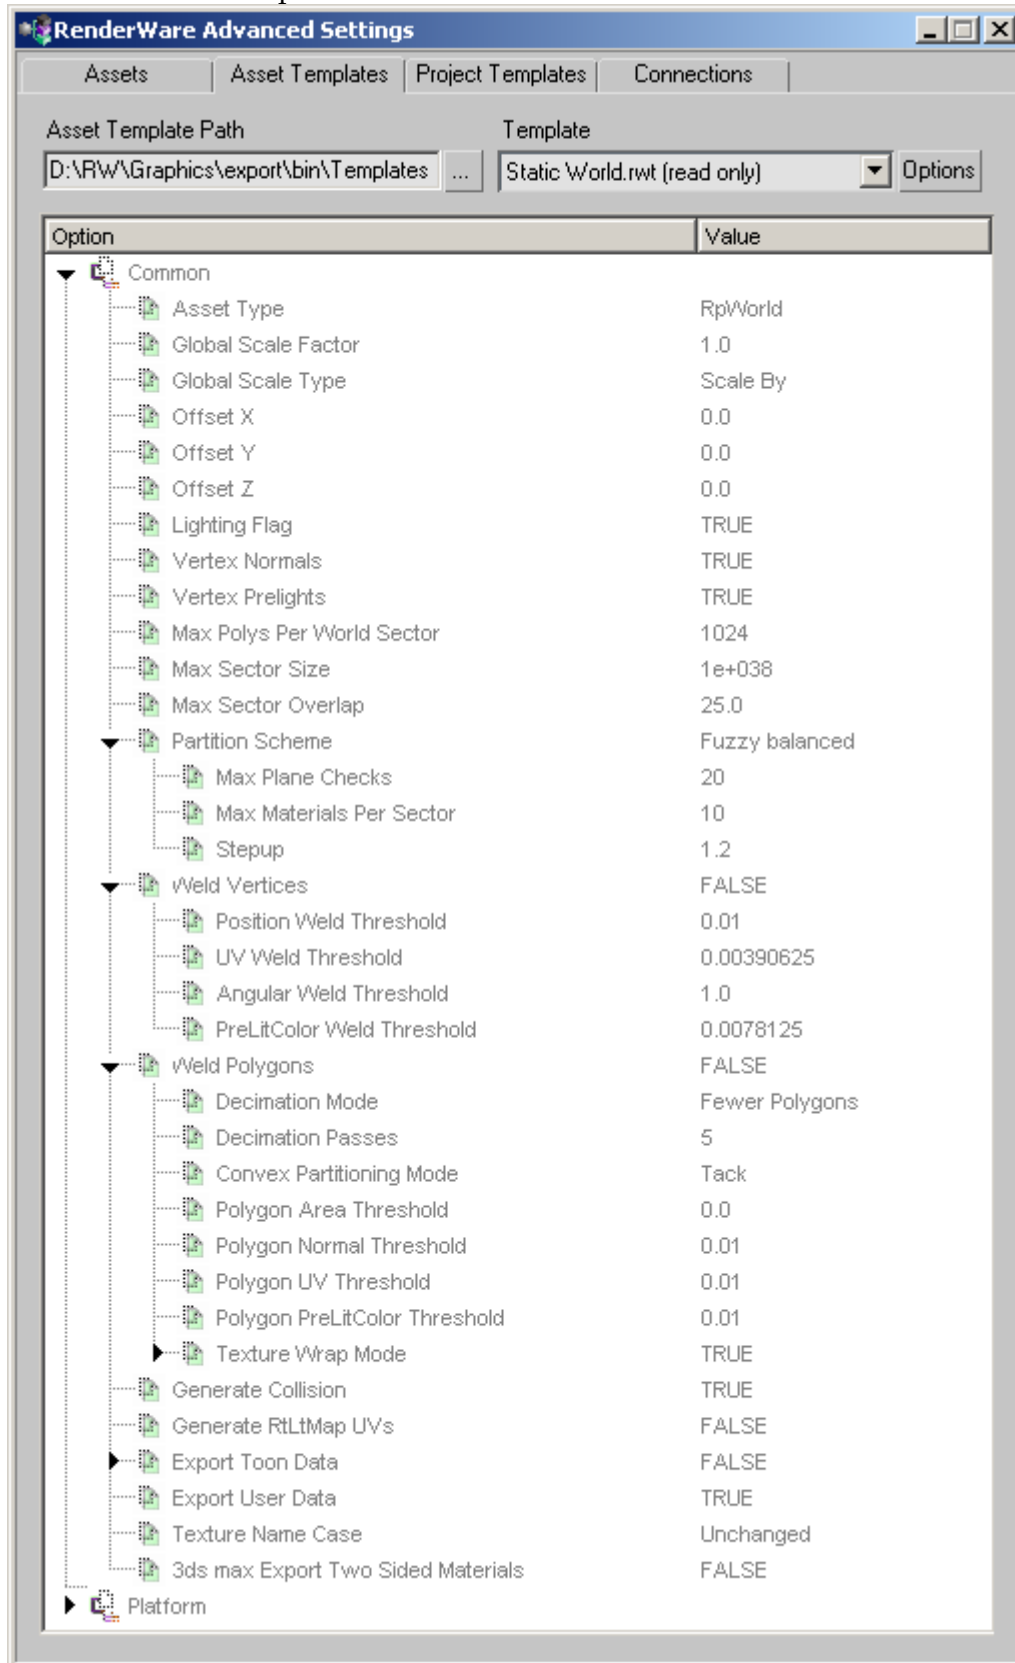 RenderWare Advanced Settings
Assets Asset Templates Project Templates Connections
Asset Template Path Template
D:\RW\Graphics\export\bin\Templates ... Static World.rwt (read only) Options
Option Value
Common
Asset Type RpWorld
Global Scale Factor 1.0
Global Scale Type Scale By
Offset X 0.0
Offset Y 0.0
Offset Z 0.0
Lighting Flag TRUE
Vertex Normals TRUE
Vertex Prelights TRUE
Max Polys Per World Sector 1024
Max Sector Size 1e+038
Max Sector Overlap 25.0
Partition Scheme Fuzzy balanced
Max Plane Checks 20
Max Materials Per Sector 10
Stepup 1.2
Weld Vertices FALSE
Position Weld Threshold 0.01
UV Weld Threshold 0.00390625
Angular Weld Threshold 1.0
PreLitColor Weld Threshold 0.0078125
Weld Polygons FALSE
Decimation Mode Fewer Polygons
Decimation Passes 5
Convex Partitioning Mode Tack
Polygon Area Threshold 0.0
Polygon Normal Threshold 0.01
Polygon UV Threshold 0.01
Polygon PreLitColor Threshold 0.01
Texture Wrap Mode TRUE
Generate Collision TRUE
Generate RtLtMap UVs FALSE
Export Toon Data FALSE
Export User Data TRUE
Texture Name Case Unchanged
3ds max Export Two Sided Materials FALSE
Platform